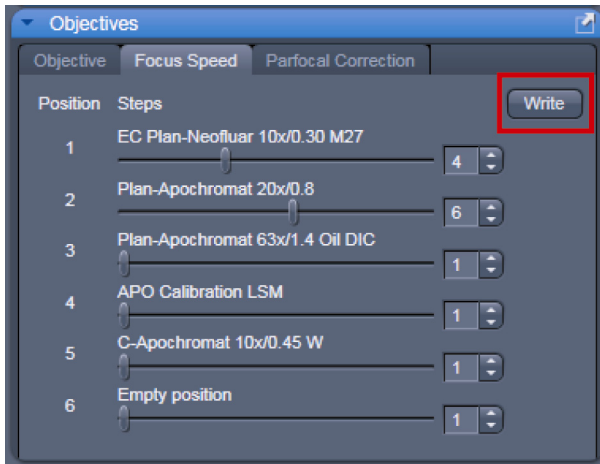 Objectives
Objective Focus Speed Parfocal Correction
Position Steps Write
EC Plan-Neofluar 10x/0.30 M27
1 4
Plan-Apochromat 20x/0.8
2 6
Plan-Apochromat 63x/1.4 Oil DIC
3 1
APO Calibration LSM
4 1
C-Apochromat 10x/0.45 W
5 1
Empty position
6 1